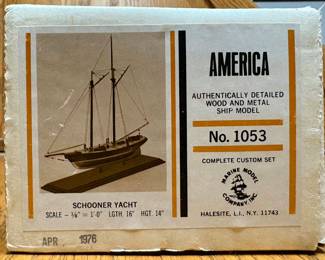 AMERICA
AUTHENTICALLY DETAILED
WOOD AND METAL
SHIP MODEL
No. 1053
COMPLETE CUSTOM SET
MARINE MODEL
COMPANY, INC.
HALESITE, L.I., N.Y. 11743
SCHOONER YACHT
SCALE - ⅛" = 1'-0" LGTH. 16" HGT. 14"
APR 1976